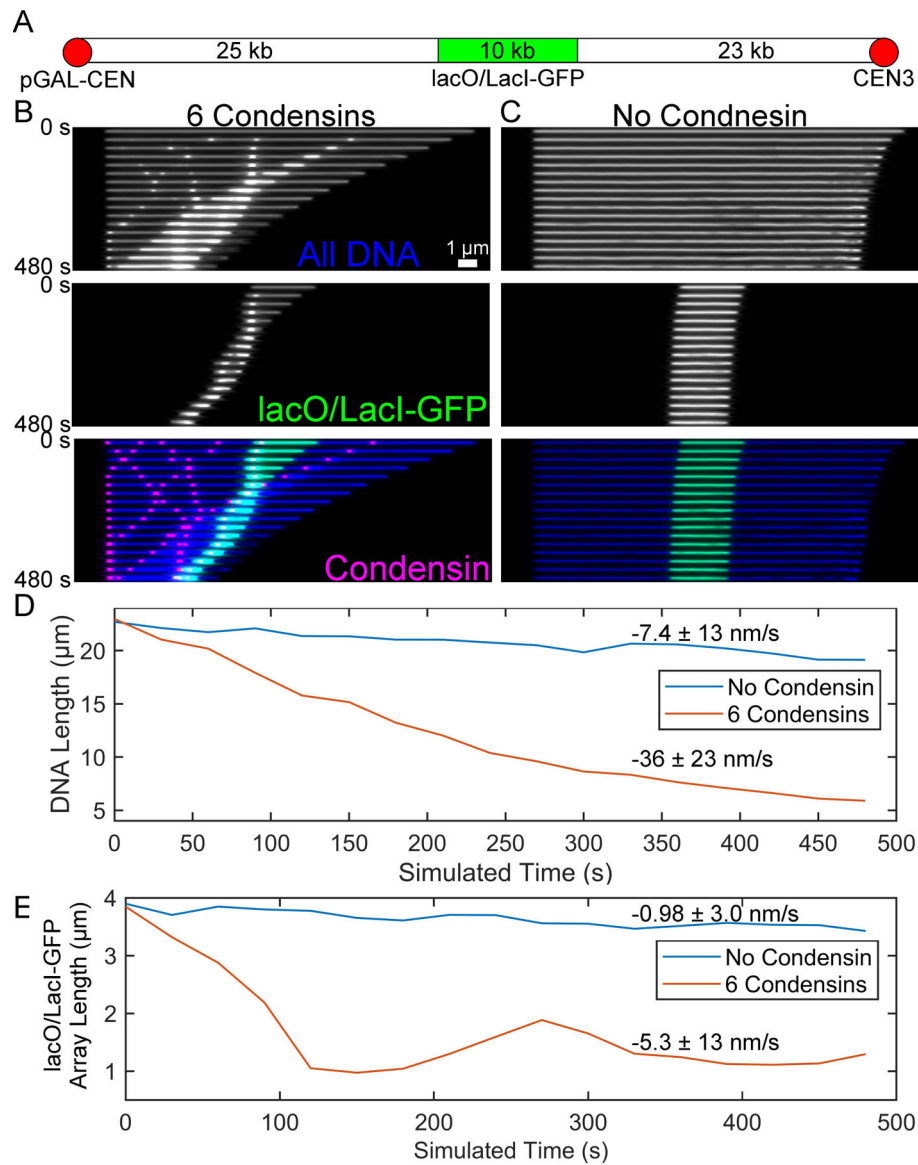 A
25 kb
10 kb
23 kb
pGAL-CEN
lacO/LacI-GFP
CEN3
B
6 Condensins
C
No Condnesin
0 s
All DNA
1 µm
480 s
0 s
lacO/LacI-GFP
480 s
0 s
Condensin
480 s
D
DNA Length (µm)
20
15
10
5
-7.4 ± 13 nm/s
No Condensin
6 Condensins
-36 ± 23 nm/s
0 50 100 150 200 250 300 350 400 450 500
Simulated Time (s)
E
lacO/LacI-GFP
Array Length (µm)
4
3
2
1
-0.98 ± 3.0 nm/s
No Condensin
6 Condensins
-5.3 ± 13 nm/s
0 100 200 300 400 500
Simulated Time (s)